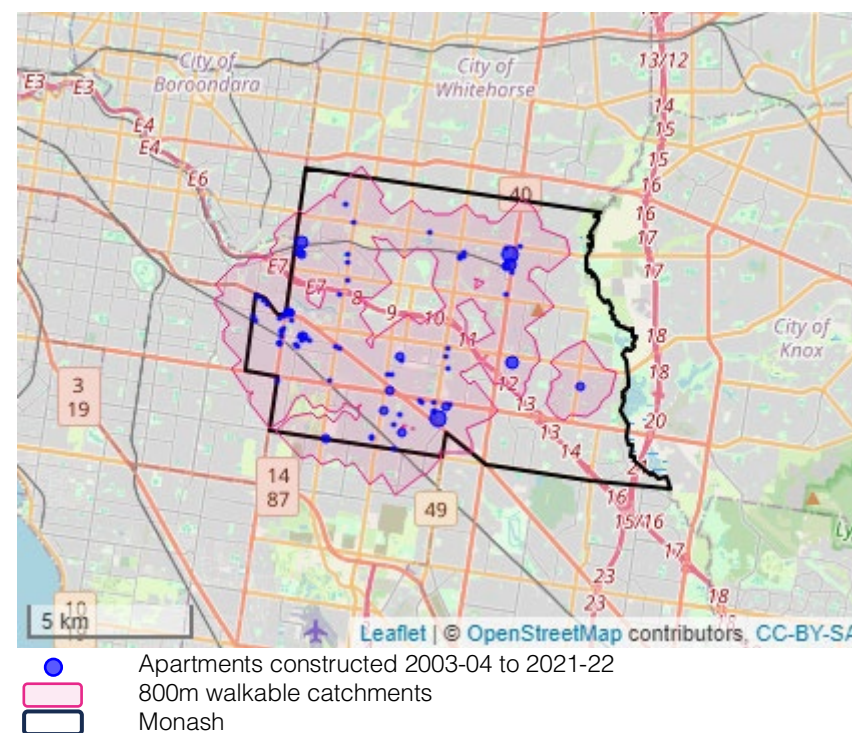 13/12
City of
Boroondara
City of
Whitehorse
E3
E3
14
15
E4
E4
15
E6
16
40
16
17
E7
17
E7
8
9
10
11
18
City of
Knox
18
12
3
19
13
20
13
14
21
14
87
16
49
15/16
17
23
18
23
10
5 km
Leaflet | © OpenStreetMap contributors, CC-BY-SA
Apartments constructed 2003-04 to 2021-22
800m walkable catchments
Monash